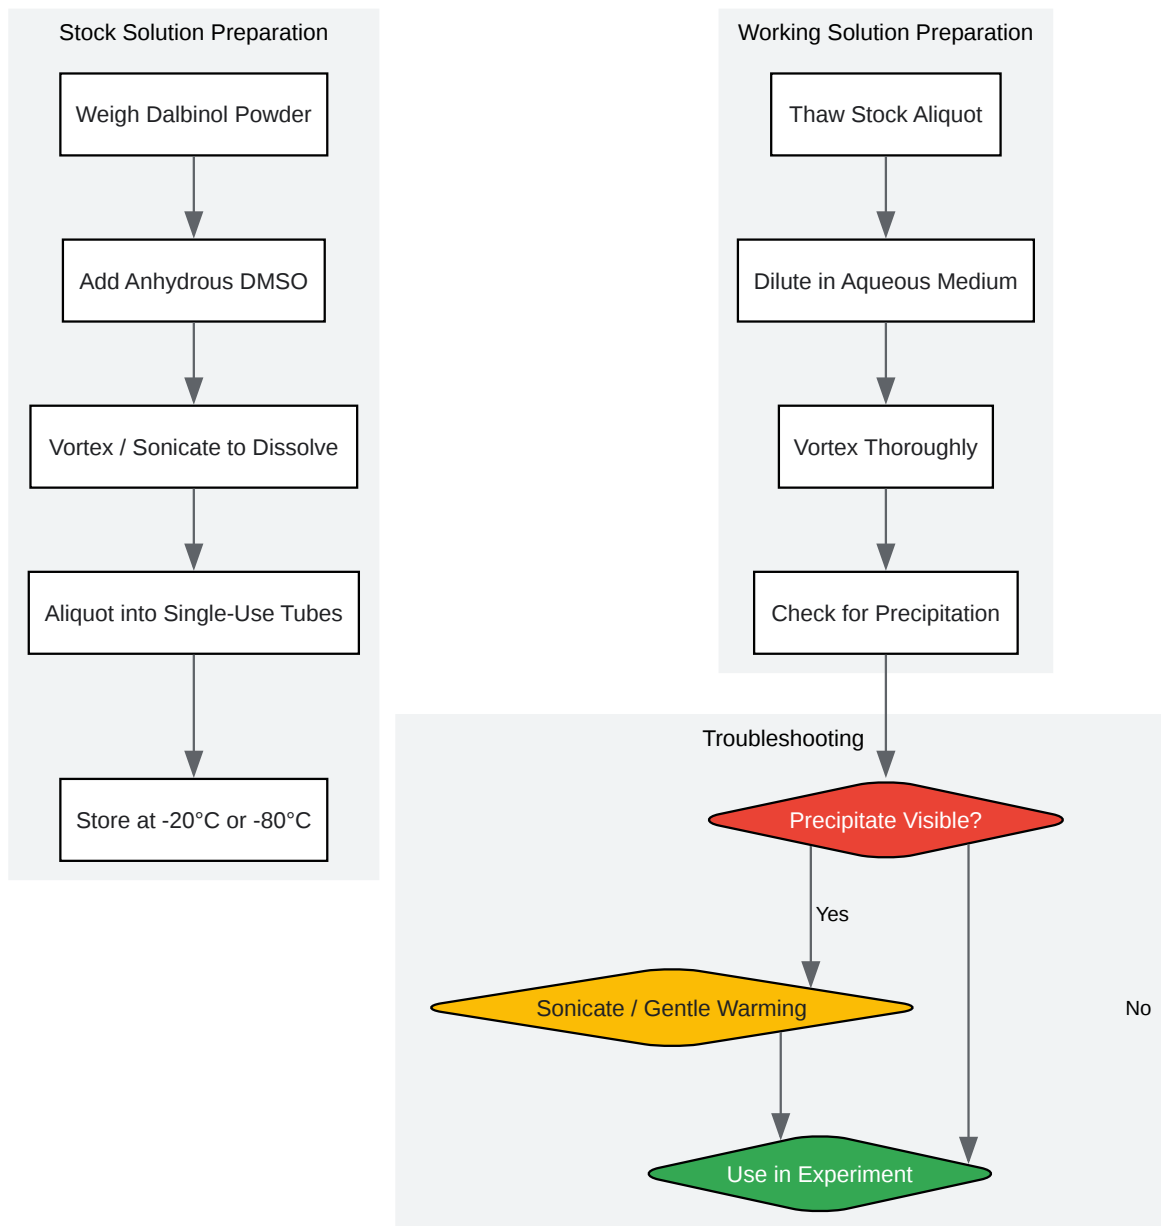 Stock Solution Preparation
Weigh Dalbinol Powder
Add Anhydrous DMSO
Vortex / Sonicate to Dissolve
Aliquot into Single-Use Tubes
Store at -20°C or -80°C
Working Solution Preparation
Thaw Stock Aliquot
Dilute in Aqueous Medium
Vortex Thoroughly
Check for Precipitation
Troubleshooting
Precipitate Visible?
Yes
Sonicate / Gentle Warming
No
Use in Experiment